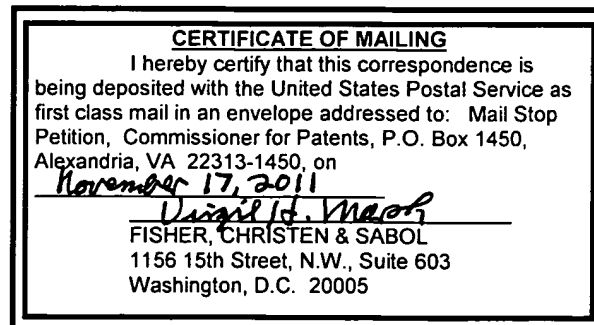 CERTIFICATE OF MAILING
I hereby certify that this correspondence is
being deposited with the United States Postal Service as
first class mail in an envelope addressed to: Mail Stop
Petition, Commissioner for Patents, P.O. Box 1450,
Alexandria, VA 22313-1450, on
November 17, 2011
Virgil H. Marsh
FISHER, CHRISTEN & SABOL
1156 15th Street, N.W., Suite 603
Washington, D.C. 20005